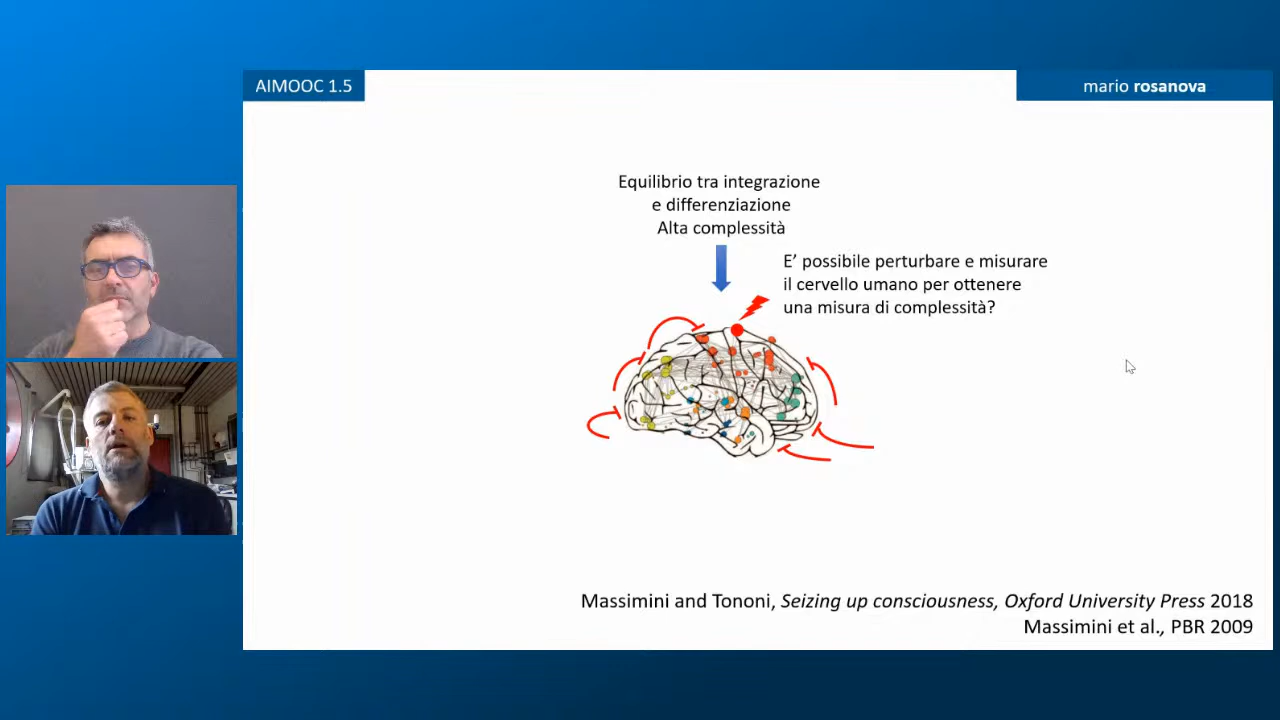 AIMOOC 1.5
mario rosanova
Equilibrio tra integrazione
e differenziazione
Alta complessità
E' possibile perturbare e misurare
il cervello umano per ottenere
una misura di complessità?
Massimini and Tononi, Seizing up consciousness, Oxford University Press 2018
Massimini et al., PBR 2009